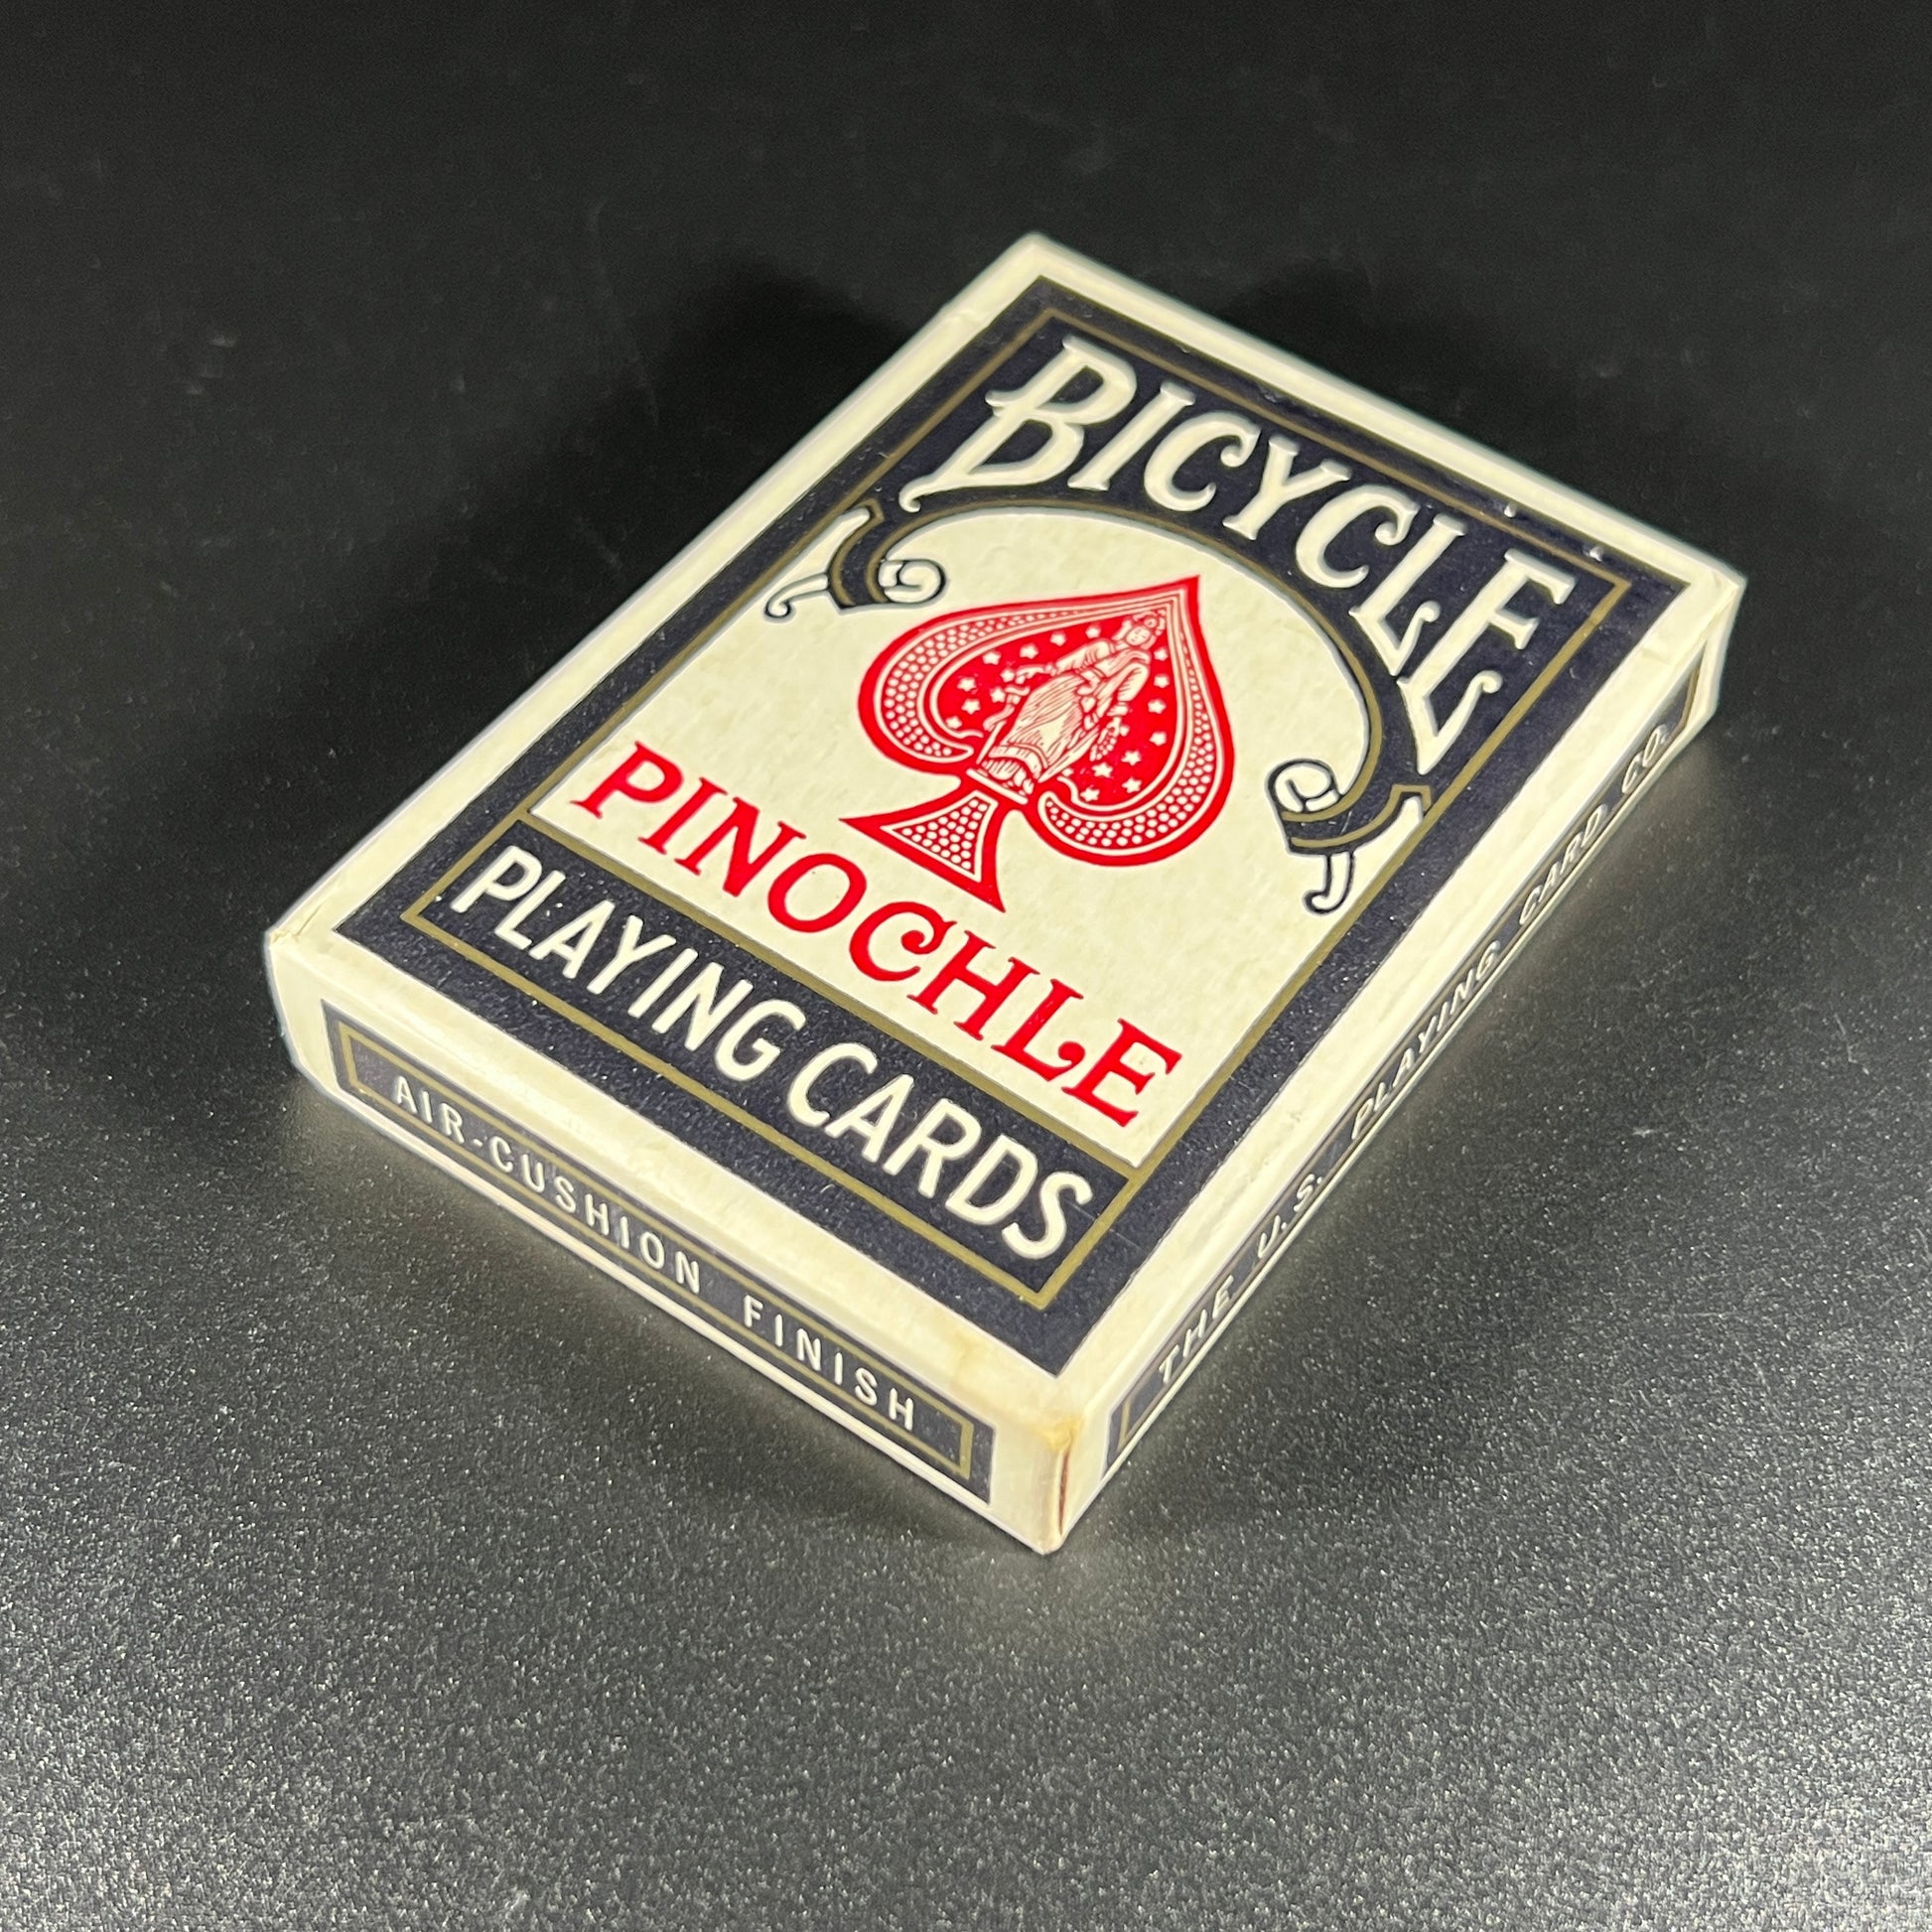 BICYCLE
PINOCHLE
PLAYING CARDS
AIR-CUSHION FINISH
THE U.S. PLAYING CARD CO.